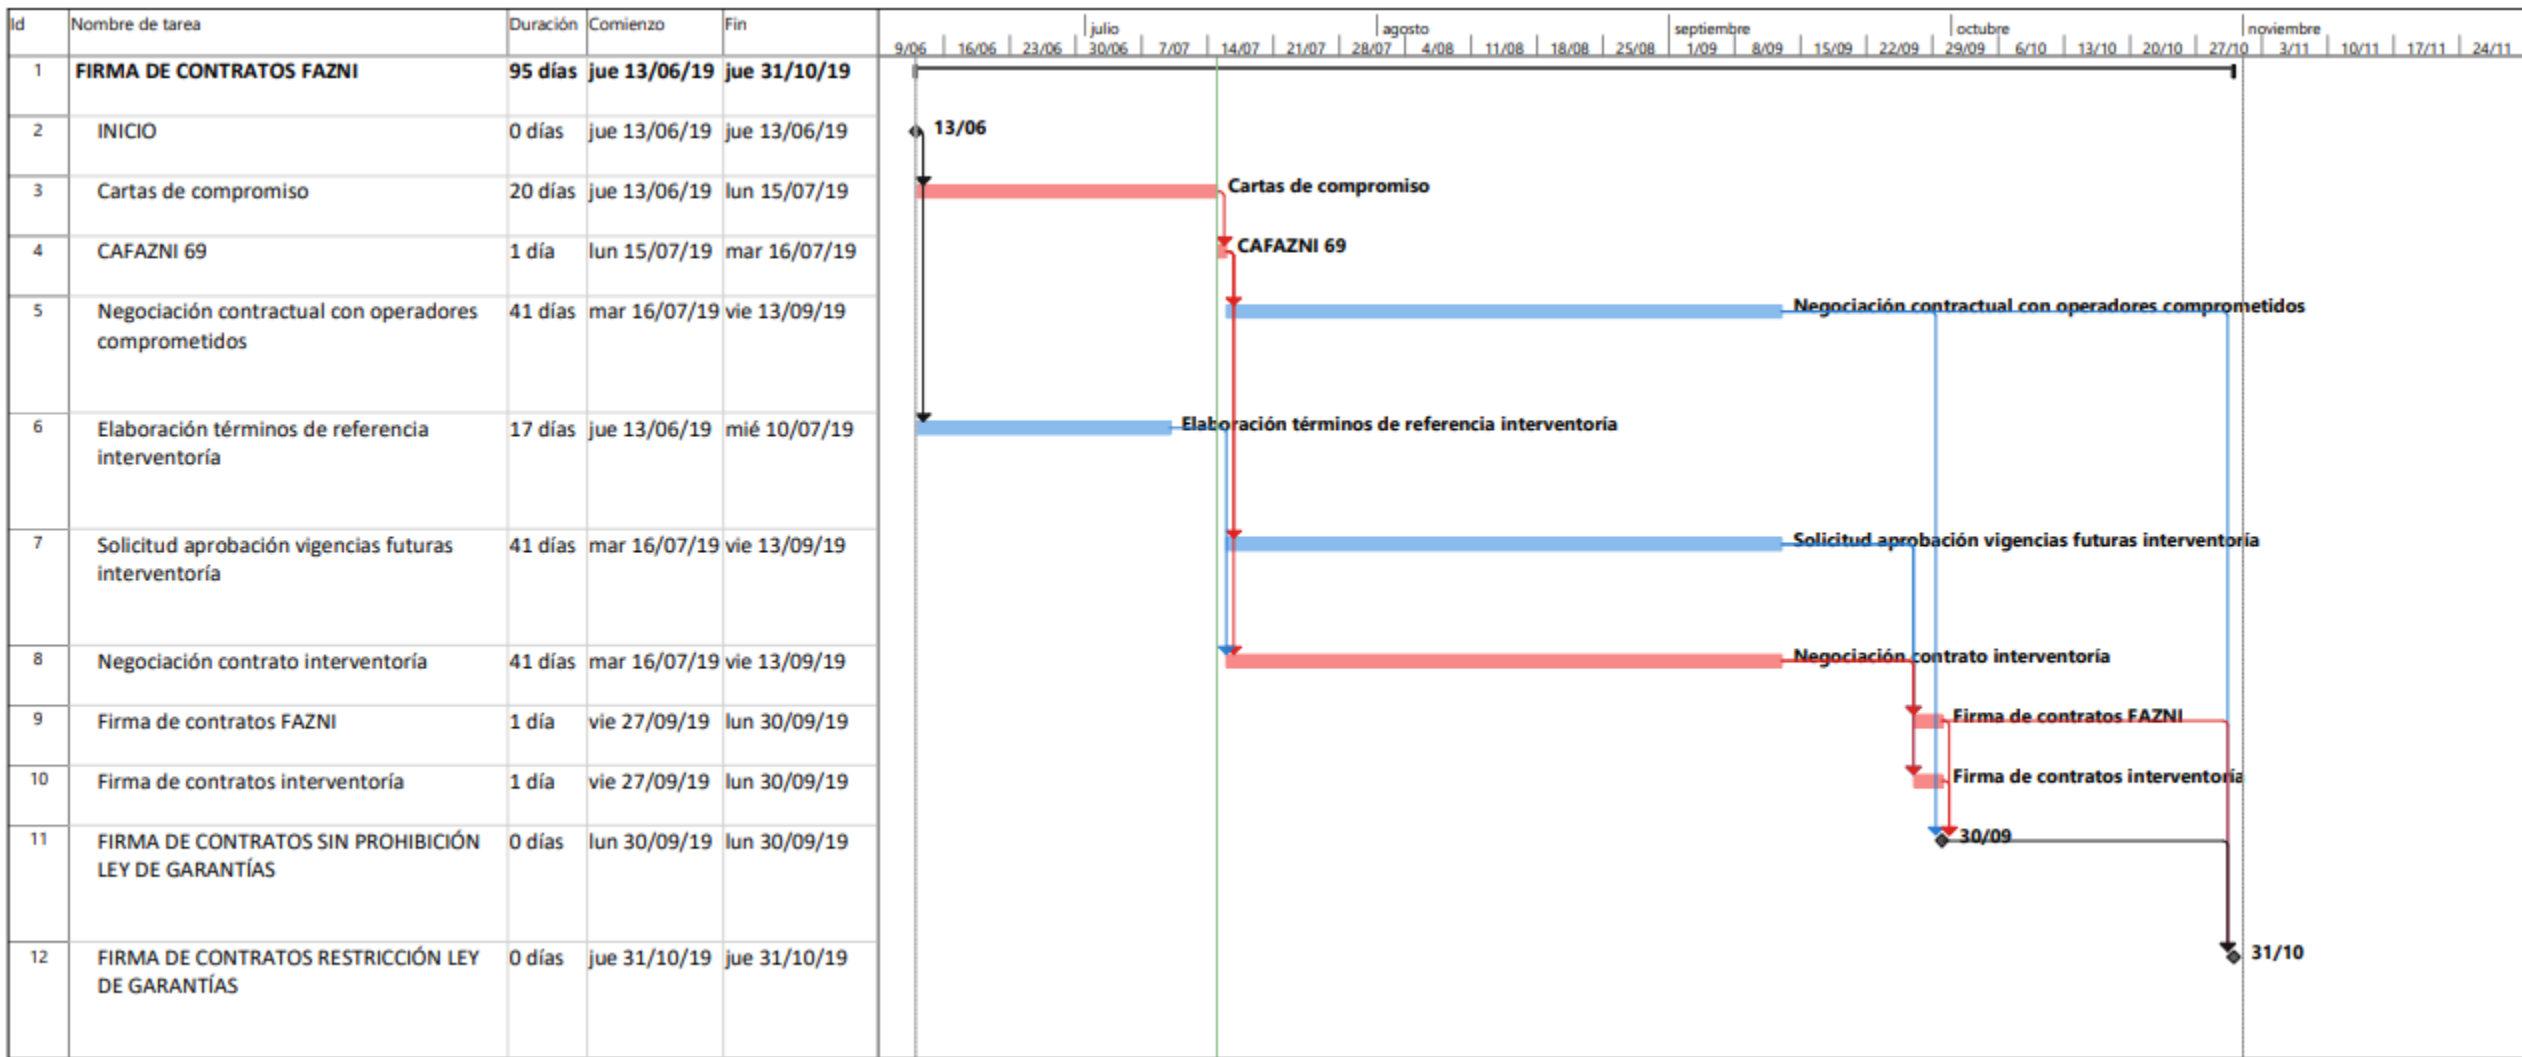 Id Nombre de tarea Duración Comienzo Fin
julio agosto septiembre octubre noviembre
9/06 16/06 23/06 30/06 7/07 14/07 21/07 28/07 4/08 11/08 18/08 25/08 1/09 8/09 15/09 22/09 29/09 6/10 13/10 20/10 27/10 3/11 10/11 17/11 24/11
1 FIRMA DE CONTRATOS FAZNI 95 días jue 13/06/19 jue 31/10/19
2 INICIO 0 días jue 13/06/19 jue 13/06/19 13/06
3 Cartas de compromiso 20 días jue 13/06/19 lun 15/07/19 Cartas de compromiso
4 CAFAZNI 69 1 día lun 15/07/19 mar 16/07/19 CAFAZNI 69
5 Negociación contractual con operadores 41 días mar 16/07/19 vie 13/09/19 Negociación contractual con operadores comprometidos
comprometidos
6 Elaboración términos de referencia 17 días jue 13/06/19 mié 10/07/19 Elaboración términos de referencia interventoría
interventoría
7 Solicitud aprobación vigencias futuras 41 días mar 16/07/19 vie 13/09/19 Solicitud aprobación vigencias futuras interventoría
interventoría
8 Negociación contrato interventoría 41 días mar 16/07/19 vie 13/09/19 Negociación contrato interventoría
9 Firma de contratos FAZNI 1 día vie 27/09/19 lun 30/09/19 Firma de contratos FAZNI
10 Firma de contratos interventoría 1 día vie 27/09/19 lun 30/09/19 Firma de contratos interventoría
11 FIRMA DE CONTRATOS SIN PROHIBICIÓN 0 días lun 30/09/19 lun 30/09/19 30/09
LEY DE GARANTÍAS
12 FIRMA DE CONTRATOS RESTRICCIÓN LEY 0 días jue 31/10/19 jue 31/10/19 31/10
DE GARANTÍAS